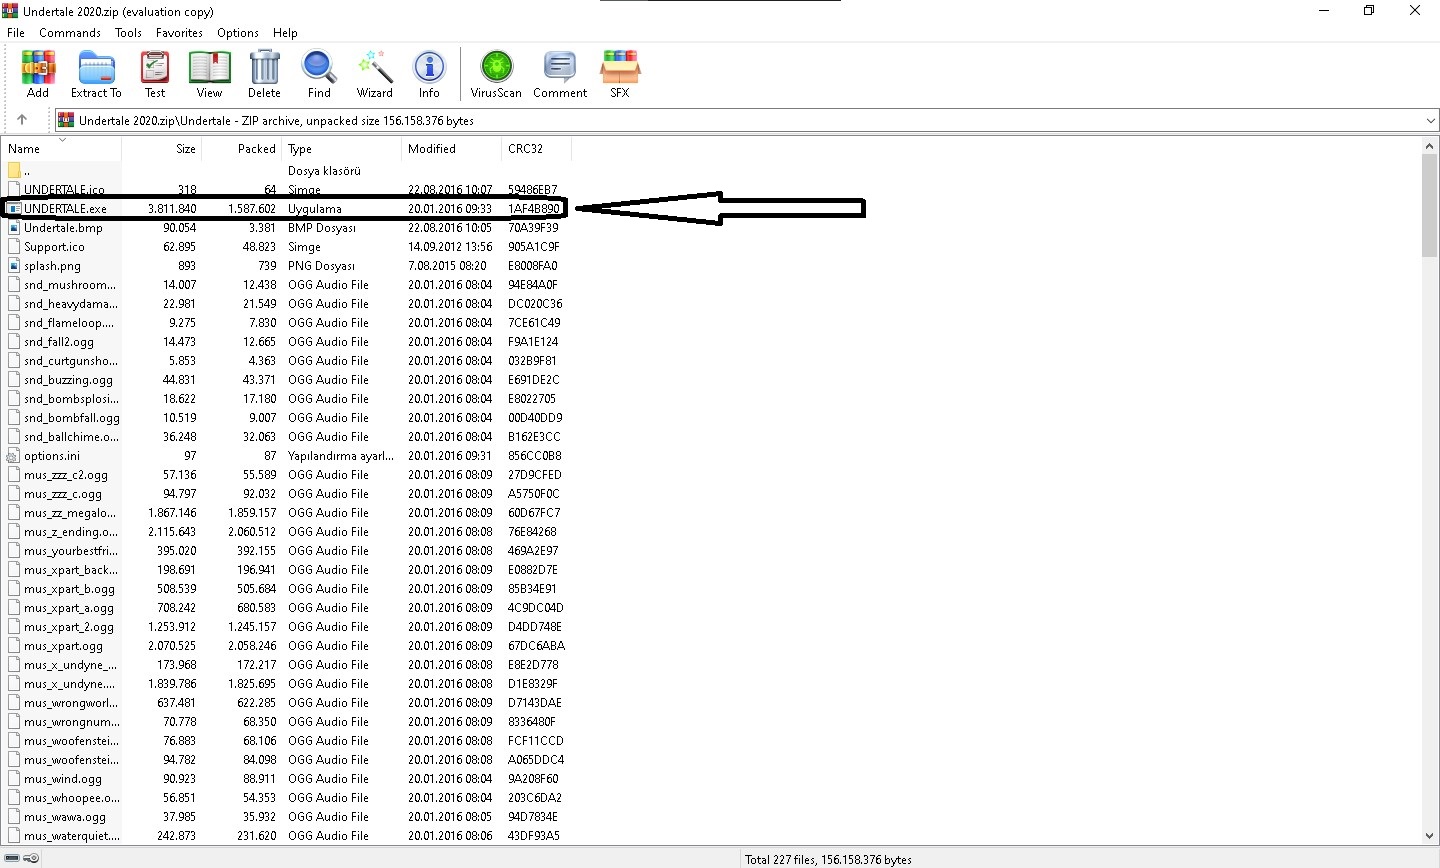 Undertale 2020.zip (evaluation copy)
File Commands Tools Favorites Options Help
Add Extract To Test View Delete Find Wizard Info VirusScan Comment SFX
Undertale 2020.zip\Undertale - ZIP archive, unpacked size 156.158.376 bytes
Name Size Packed Type Modified CRC32
.. Dosya klasörü
UNDERTALE.ico 318 64 Simge 22.08.2016 10:07 59486EB7
UNDERTALE.exe 3.811.840 1.587.602 Uygulama 20.01.2016 09:33 1AF4B890
Undertale.bmp 90.054 3.381 BMP Dosyası 22.08.2016 10:05 70A39F39
Support.ico 62.895 48.823 Simge 14.09.2012 13:56 905A1C9F
splash.png 893 739 PNG Dosyası 7.08.2015 08:20 E8008FA0
snd_mushroom... 14.007 12.438 OGG Audio File 20.01.2016 08:04 94E84A0F
snd_heavydama... 22.981 21.549 OGG Audio File 20.01.2016 08:04 DC020C36
snd_flameloop.... 9.275 7.830 OGG Audio File 20.01.2016 08:04 7CE61C49
snd_fall2.ogg 14.473 12.665 OGG Audio File 20.01.2016 08:04 F9A1E124
snd_curtgunsho... 5.853 4.363 OGG Audio File 20.01.2016 08:04 032B9F81
snd_buzzing.ogg 44.831 43.371 OGG Audio File 20.01.2016 08:04 E691DE2C
snd_bombsplosi... 18.622 17.180 OGG Audio File 20.01.2016 08:04 E8022705
snd_bombfall.ogg 10.519 9.007 OGG Audio File 20.01.2016 08:04 00D40DD9
snd_ballchime.o... 36.248 32.063 OGG Audio File 20.01.2016 08:04 B162E3CC
options.ini 97 87 Yapılandırma ayarl... 20.01.2016 09:31 856CC0B8
mus_zzz_c2.ogg 57.136 55.589 OGG Audio File 20.01.2016 08:09 27D9CFED
mus_zzz_c.ogg 94.797 92.032 OGG Audio File 20.01.2016 08:09 A5750F0C
mus_zz_megalo... 1.867.146 1.859.157 OGG Audio File 20.01.2016 08:09 60D67FC7
mus_z_ending.o... 2.115.643 2.060.512 OGG Audio File 20.01.2016 08:08 76E84268
mus_yourbestfri... 395.020 392.155 OGG Audio File 20.01.2016 08:08 469A2E97
mus_xpart_back... 198.691 196.941 OGG Audio File 20.01.2016 08:09 E0882D7E
mus_xpart_b.ogg 508.539 505.684 OGG Audio File 20.01.2016 08:09 85B34E91
mus_xpart_a.ogg 708.242 680.583 OGG Audio File 20.01.2016 08:09 4C9DC04D
mus_xpart_2.ogg 1.253.912 1.245.157 OGG Audio File 20.01.2016 08:09 D4DD748E
mus_xpart.ogg 2.070.525 2.058.246 OGG Audio File 20.01.2016 08:09 67DC6ABA
mus_x_undyne_... 173.968 172.217 OGG Audio File 20.01.2016 08:08 E8E2D778
mus_x_undyne.... 1.839.786 1.825.695 OGG Audio File 20.01.2016 08:08 D1E8329F
mus_wrongworl... 637.481 622.285 OGG Audio File 20.01.2016 08:09 D7143DAE
mus_wrongnum... 70.778 68.350 OGG Audio File 20.01.2016 08:09 8336480F
mus_woofenstei... 76.883 68.106 OGG Audio File 20.01.2016 08:08 FCF11CCD
mus_woofenstei... 94.782 84.098 OGG Audio File 20.01.2016 08:08 A065DDC4
mus_wind.ogg 90.923 88.911 OGG Audio File 20.01.2016 08:04 9A208F60
mus_whoopee.o... 56.851 54.353 OGG Audio File 20.01.2016 08:04 203C6DA2
mus_wawa.ogg 37.985 35.932 OGG Audio File 20.01.2016 08:05 94D7834E
mus_waterquiet.... 242.873 231.620 OGG Audio File 20.01.2016 08:06 43DF93A5
Total 227 files, 156.158.376 bytes